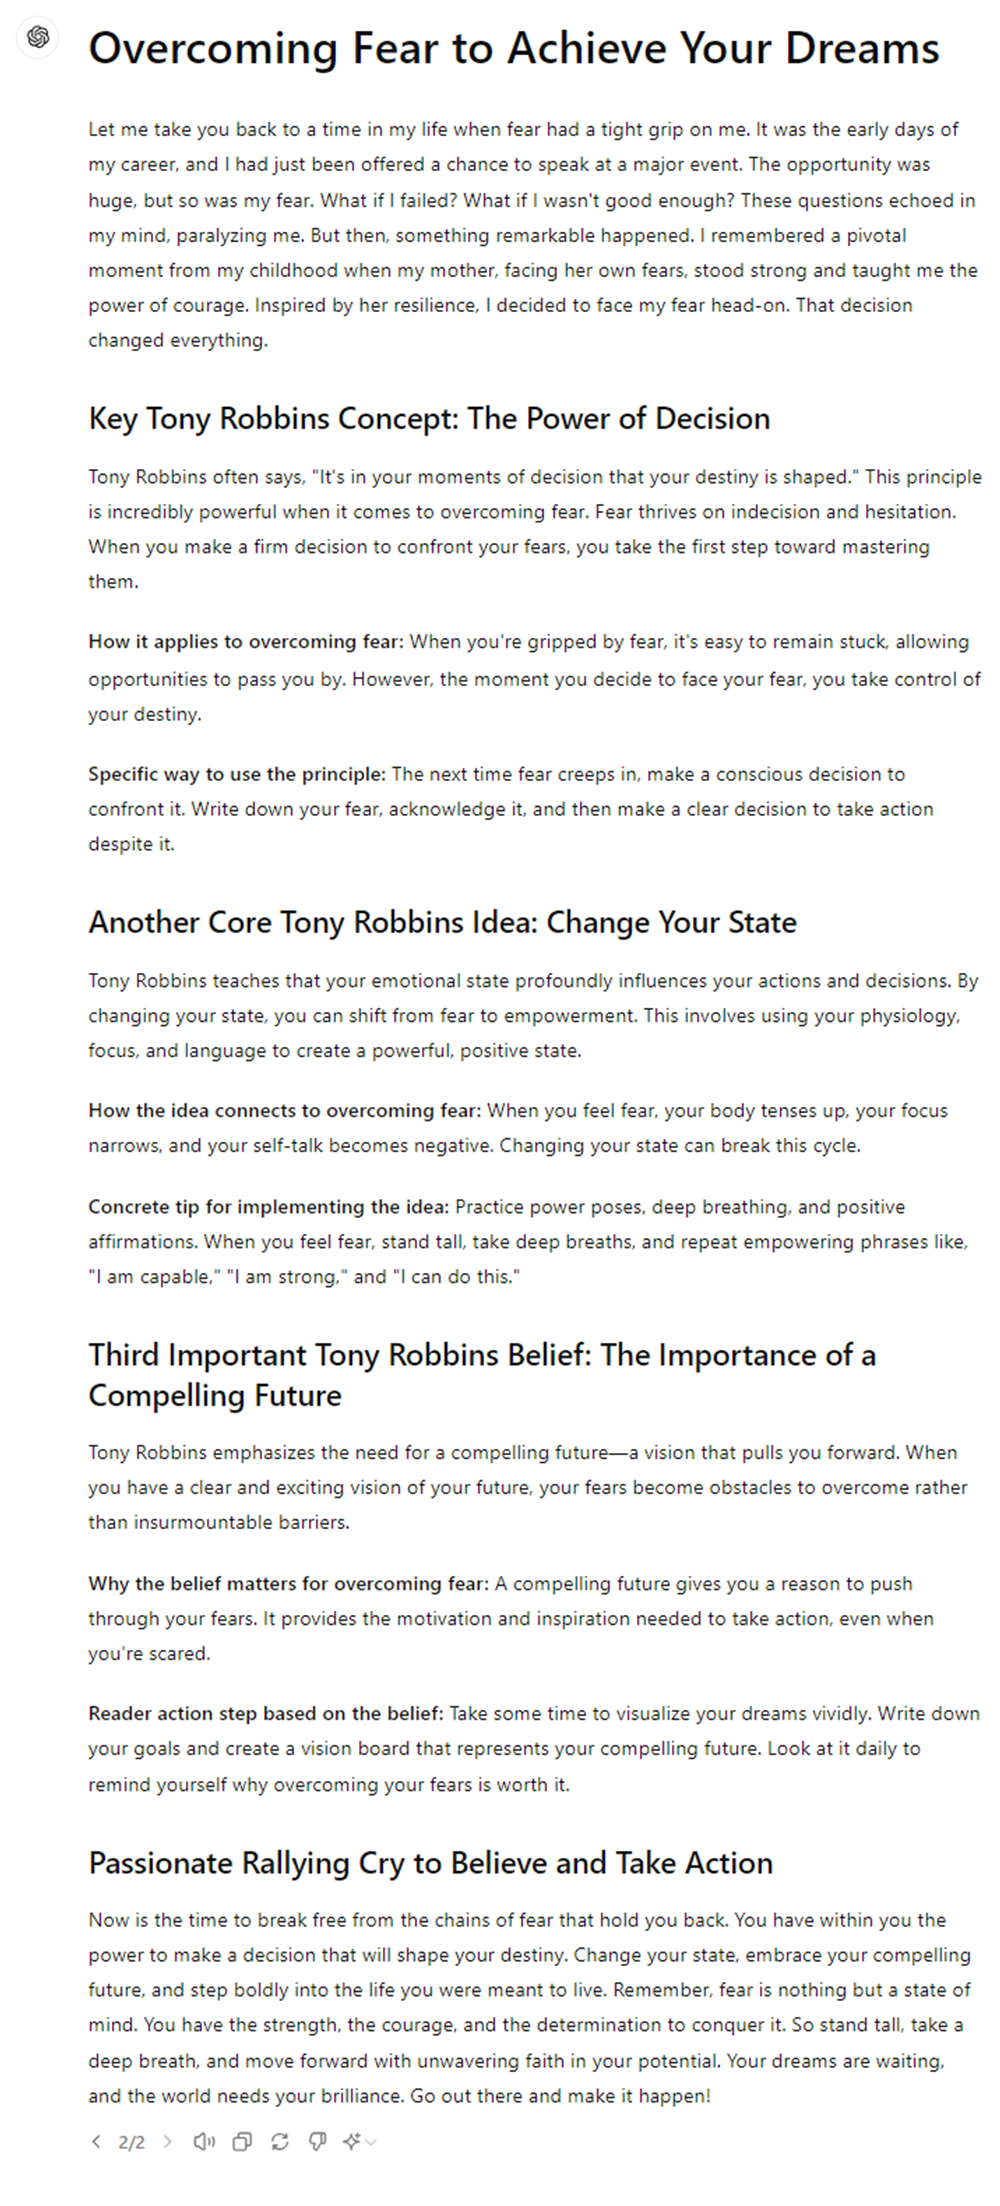 Overcoming Fear to Achieve Your Dreams
Let me take you back to a time in my life when fear had a tight grip on me. It was the early days of
my career, and I had just been offered a chance to speak at a major event. The opportunity was
huge, but so was my fear. What if I failed? What if I wasn't good enough? These questions echoed in
my mind, paralyzing me. But then, something remarkable happened. I remembered a pivotal
moment from my childhood when my mother, facing her own fears, stood strong and taught me the
power of courage. Inspired by her resilience, I decided to face my fear head-on. That decision
changed everything.
Key Tony Robbins Concept: The Power of Decision
Tony Robbins often says, "It's in your moments of decision that your destiny is shaped." This principle
is incredibly powerful when it comes to overcoming fear. Fear thrives on indecision and hesitation.
When you make a firm decision to confront your fears, you take the first step toward mastering
them.
How it applies to overcoming fear: When you're gripped by fear, it's easy to remain stuck, allowing
opportunities to pass you by. However, the moment you decide to face your fear, you take control of
your destiny.
Specific way to use the principle: The next time fear creeps in, make a conscious decision to
confront it. Write down your fear, acknowledge it, and then make a clear decision to take action
despite it.
Another Core Tony Robbins Idea: Change Your State
Tony Robbins teaches that your emotional state profoundly influences your actions and decisions. By
changing your state, you can shift from fear to empowerment. This involves using your physiology,
focus, and language to create a powerful, positive state.
How the idea connects to overcoming fear: When you feel fear, your body tenses up, your focus
narrows, and your self-talk becomes negative. Changing your state can break this cycle.
Concrete tip for implementing the idea: Practice power poses, deep breathing, and positive
affirmations. When you feel fear, stand tall, take deep breaths, and repeat empowering phrases like,
"I am capable," "I am strong," and "I can do this."
Third Important Tony Robbins Belief: The Importance of a
Compelling Future
Tony Robbins emphasizes the need for a compelling future—a vision that pulls you forward. When
you have a clear and exciting vision of your future, your fears become obstacles to overcome rather
than insurmountable barriers.
Why the belief matters for overcoming fear: A compelling future gives you a reason to push
through your fears. It provides the motivation and inspiration needed to take action, even when
you're scared.
Reader action step based on the belief: Take some time to visualize your dreams vividly. Write down
your goals and create a vision board that represents your compelling future. Look at it daily to
remind yourself why overcoming your fears is worth it.
Passionate Rallying Cry to Believe and Take Action
Now is the time to break free from the chains of fear that hold you back. You have within you the
power to make a decision that will shape your destiny. Change your state, embrace your compelling
future, and step boldly into the life you were meant to live. Remember, fear is nothing but a state of
mind. You have the strength, the courage, and the determination to conquer it. So stand tall, take a
deep breath, and move forward with unwavering faith in your potential. Your dreams are waiting,
and the world needs your brilliance. Go out there and make it happen!
2/2